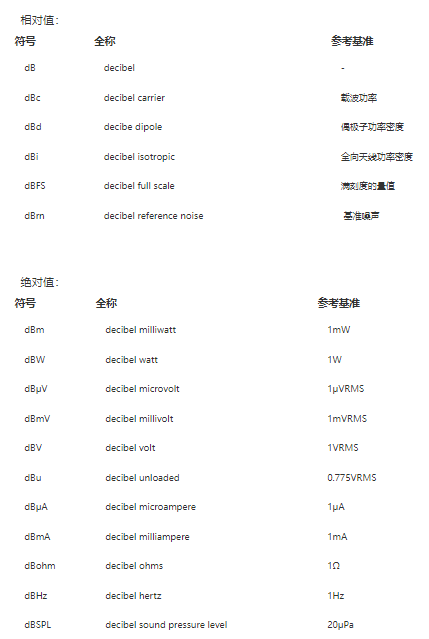 相对值：
符号 全称 参考基准
dB decibel -
dBc decibel carrier 载波功率
dBd decibe dipole 偶极子功率密度
dBi decibel isotropic 全向天线功率密度
dBFS decibel full scale 满刻度的量值
dBrn decibel reference noise 基准噪声
绝对值：
符号 全称 参考基准
dBm decibel milliwatt 1mW
dBW decibel watt 1W
dBμV decibel microvolt 1μVRMS
dBmV decibel millivolt 1mVRMS
dBV decibel volt 1VRMS
dBu decibel unloaded 0.775VRMS
dBμA decibel microampere 1μA
dBmA decibel milliampere 1mA
dBohm decibel ohms 1Ω
dBHz decibel hertz 1Hz
dBSPL decibel sound pressure level 20μPa